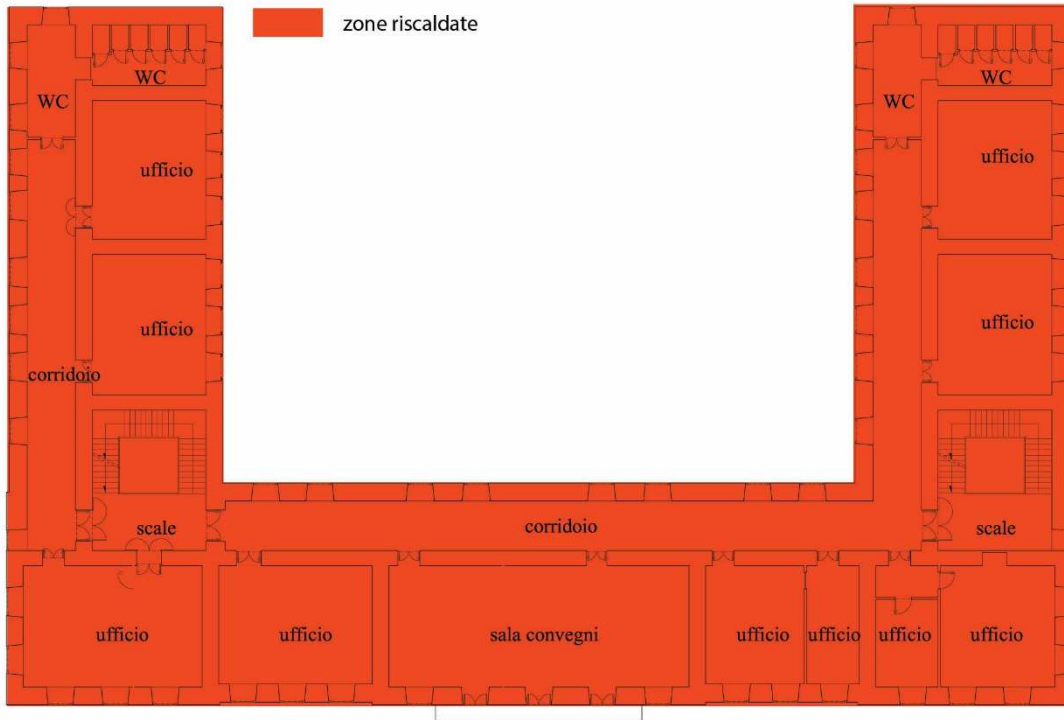 zone riscaldate
WC
WC
WC
WC
ufficio
ufficio
ufficio
ufficio
corridoio
scale
corridoio
scale
ufficio
ufficio
sala convegni
ufficio
ufficio
ufficio
ufficio